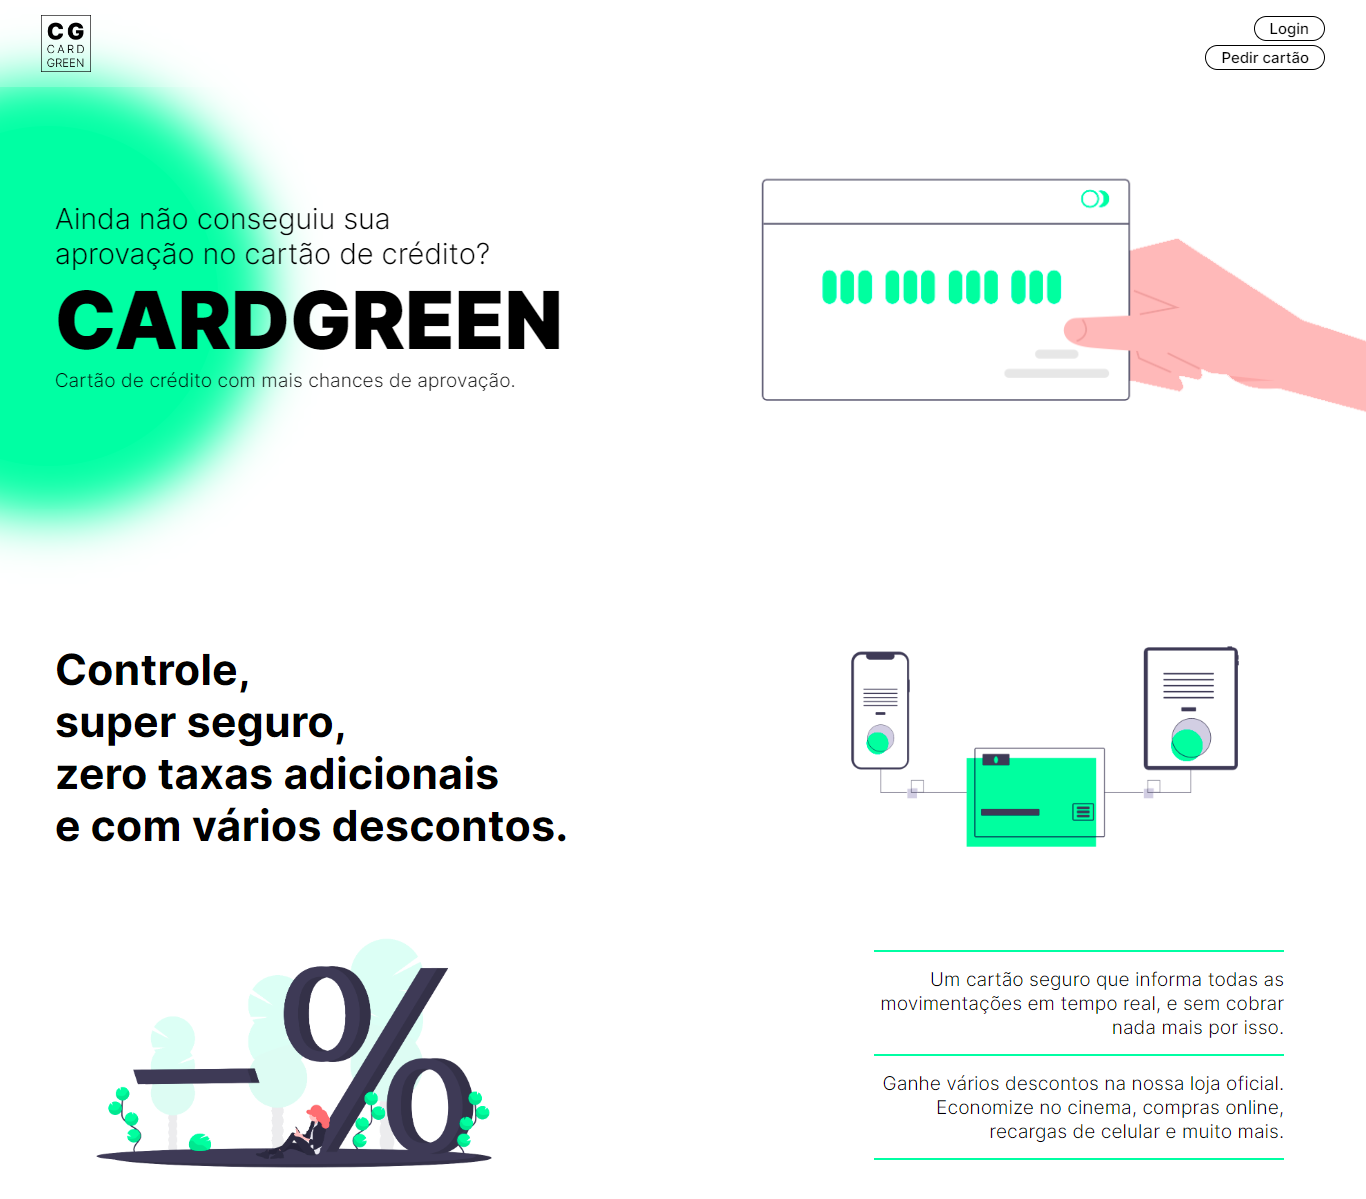 CG
CARD
GREEN
Login
Pedir cartão
Ainda não conseguiu sua
aprovação no cartão de crédito?
CARDGREEN
Cartão de crédito com mais chances de aprovação.
Controle,
super seguro,
zero taxas adicionais
e com vários descontos.
%
Um cartão seguro que informa todas as
movimentações em tempo real, e sem cobrar
nada mais por isso.
Ganhe vários descontos na nossa loja oficial.
Economize no cinema, compras online,
recargas de celular e muito mais.